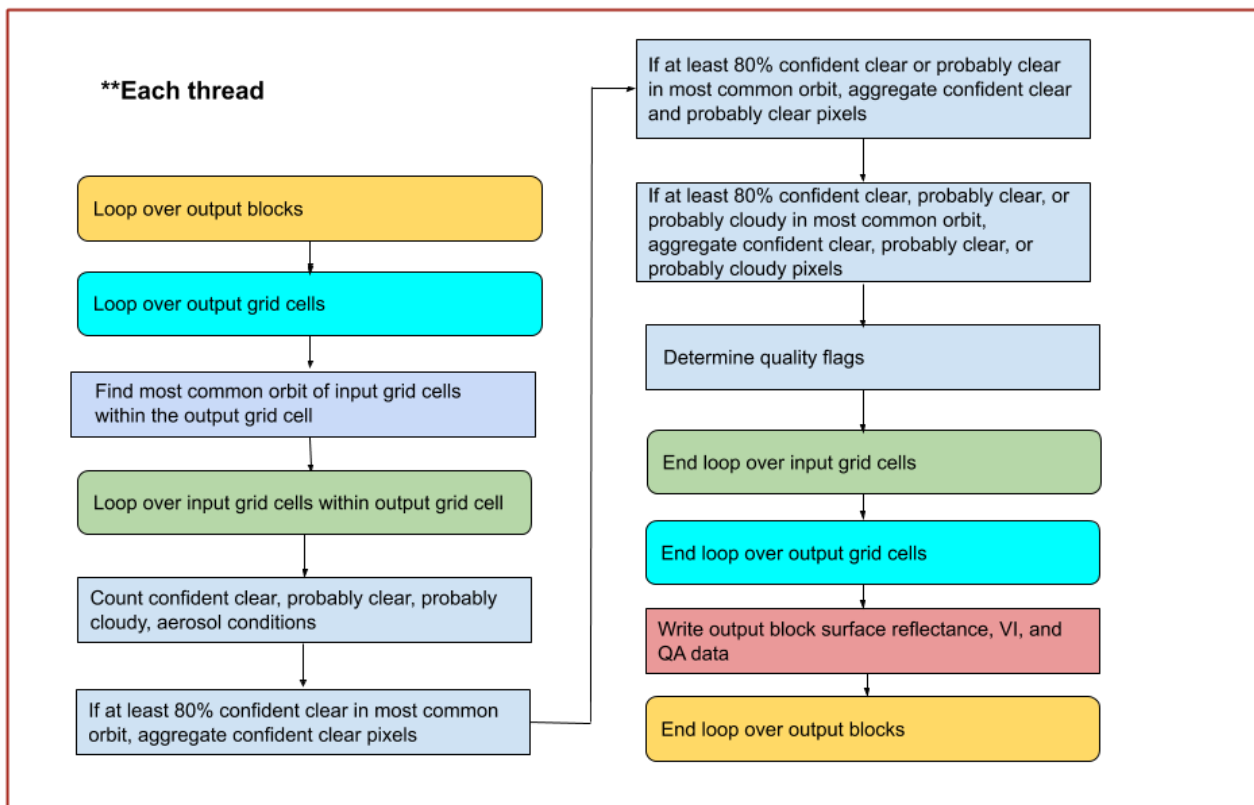 **Each thread
Loop over output blocks
Loop over output grid cells
Find most common orbit of input grid cells
within the output grid cell
Loop over input grid cells within output grid cell
Count confident clear, probably clear, probably
cloudy, aerosol conditions
If at least 80% confident clear in most common
orbit, aggregate confident clear pixels
If at least 80% confident clear or probably clear
in most common orbit, aggregate confident clear
and probably clear pixels
If at least 80% confident clear, probably clear, or
probably cloudy in most common orbit,
aggregate confident clear, probably clear, or
probably cloudy pixels
Determine quality flags
End loop over input grid cells
End loop over output grid cells
Write output block surface reflectance, VI, and
QA data
End loop over output blocks